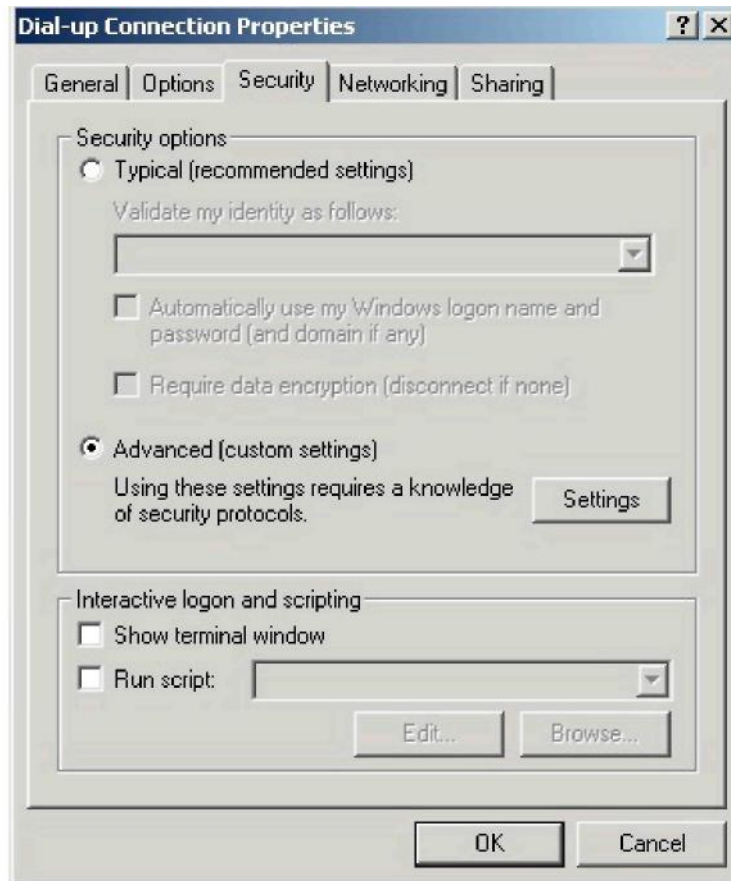 Dial-up Connection Properties
General Options Security Networking Sharing
Security options
Typical (recommended settings)
Validate my identity as follows:
Automatically use my Windows logon name and
password (and domain if any)
Require data encryption (disconnect if none)
Advanced (custom settings)
Using these settings requires a knowledge
of security protocols.
Settings
Interactive logon and scripting
Show terminal window
Run script:
Edit... Browse...
OK Cancel